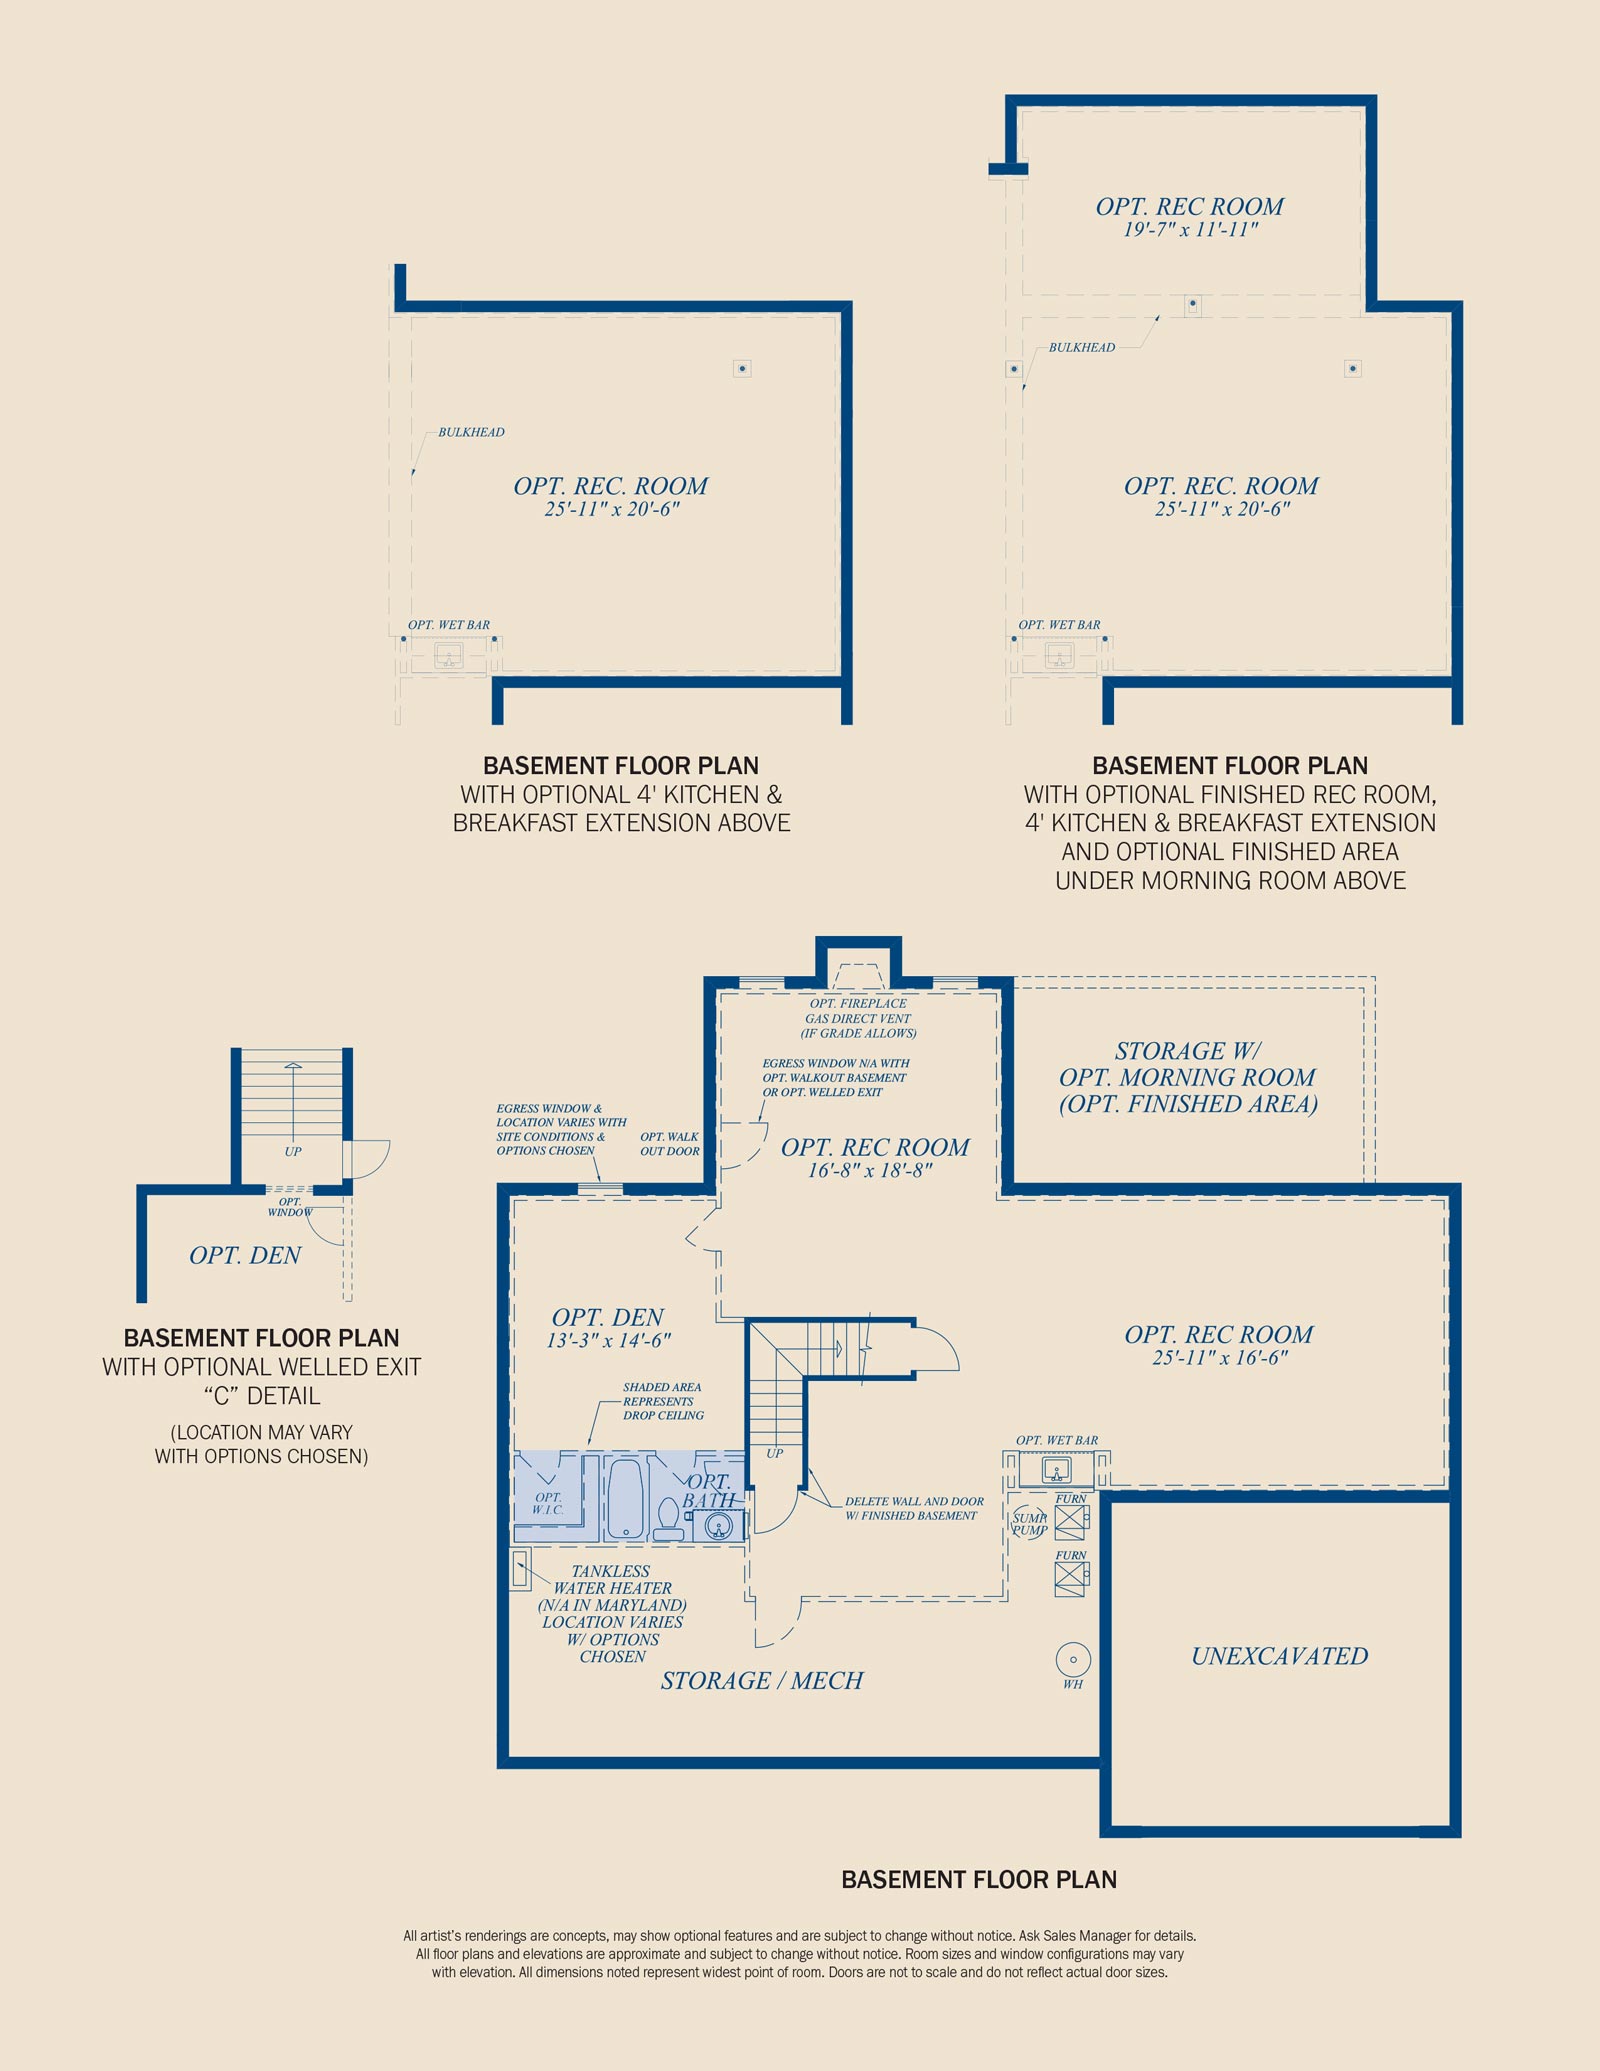 OPT. REC ROOM
19'-7" x 11'-11"
BULKHEAD
BULKHEAD
OPT. REC. ROOM
25'-11" x 20'-6"
OPT. REC. ROOM
25'-11" x 20'-6"
OPT. WET BAR
OPT. WET BAR
BASEMENT FLOOR PLAN
WITH OPTIONAL 4' KITCHEN &
BREAKFAST EXTENSION ABOVE
BASEMENT FLOOR PLAN
WITH OPTIONAL FINISHED REC ROOM,
4' KITCHEN & BREAKFAST EXTENSION
AND OPTIONAL FINISHED AREA
UNDER MORNING ROOM ABOVE
UP
OPT.
WINDOW
OPT. DEN
BASEMENT FLOOR PLAN
WITH OPTIONAL WELLED EXIT
“C” DETAIL
(LOCATION MAY VARY
WITH OPTIONS CHOSEN)
OPT. FIREPLACE
GAS DIRECT VENT
(IF GRADE ALLOWS)
EGRESS WINDOW N/A WITH
OPT. WALKOUT BASEMENT
OR OPT. WELLED EXIT
STORAGE W/
OPT. MORNING ROOM
(OPT. FINISHED AREA)
EGRESS WINDOW &
LOCATION VARIES WITH
SITE CONDITIONS &
OPTIONS CHOSEN
OPT. WALK
OUT DOOR
OPT. REC ROOM
16'-8" x 18'-8"
OPT. DEN
13'-3" x 14'-6"
OPT. REC ROOM
25'-11" x 16'-6"
SHADED AREA
REPRESENTS
DROP CEILING
UP
OPT. WET BAR
OPT.
W.I.C.
OPT.
BATH
DELETE WALL AND DOOR
W/ FINISHED BASEMENT
SUMP
PUMP
FURN
FURN
TANKLESS
WATER HEATER
(N/A IN MARYLAND)
LOCATION VARIES
W/ OPTIONS
CHOSEN
STORAGE / MECH
WH
UNEXCAVATED
BASEMENT FLOOR PLAN
All artist's renderings are concepts, may show optional features and are subject to change without notice. Ask Sales Manager for details.
All floor plans and elevations are approximate and subject to change without notice. Room sizes and window configurations may vary
with elevation. All dimensions noted represent widest point of room. Doors are not to scale and do not reflect actual door sizes.